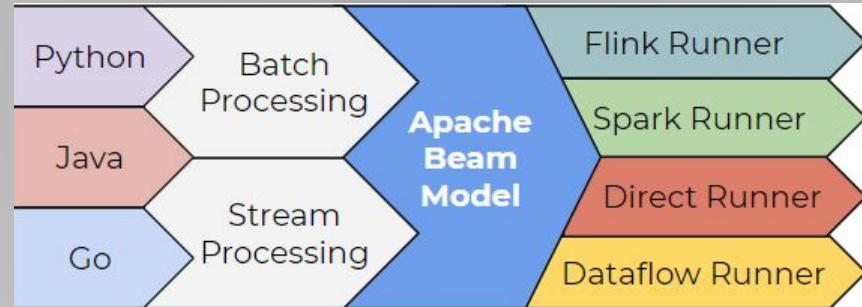 Python
Java
Go
Batch
Processing
Stream
Processing
Apache
Beam
Model
Flink Runner
Spark Runner
Direct Runner
Dataflow Runner